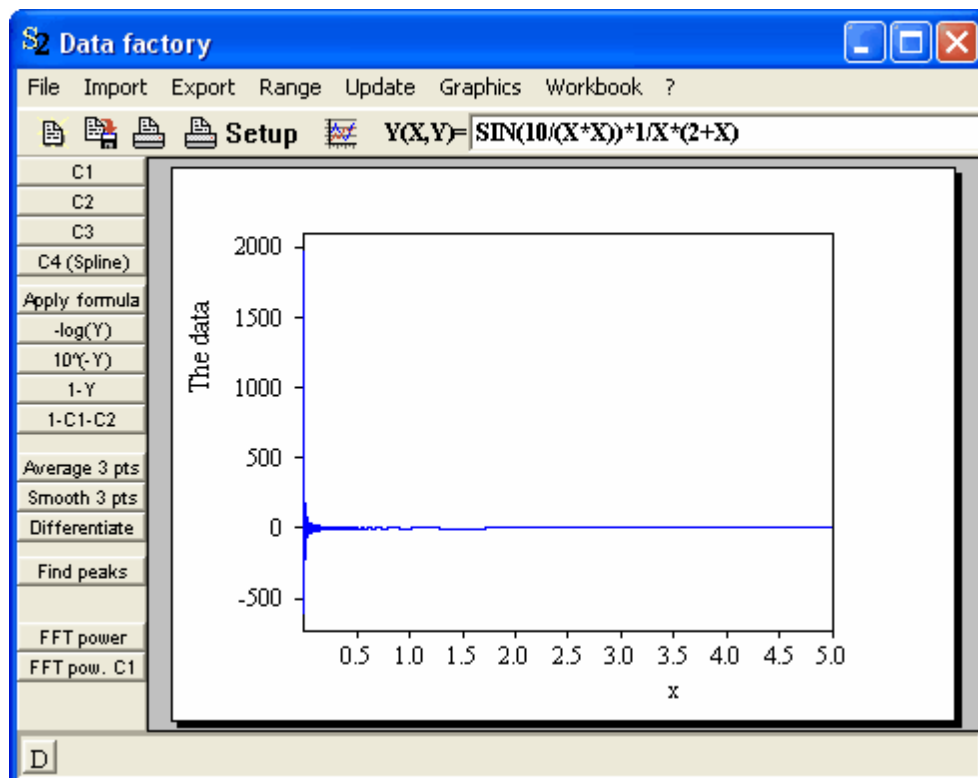 S2 Data factory
File Import Export Range Update Graphics Workbook ?
Setup Y(X,Y)= SIN(10/(X*X))*1/X*(2+X)
C1
C2
C3
C4 (Spline)
Apply formula
-log(Y)
10^(-Y)
1-Y
1-C1-C2
Average 3 pts
Smooth 3 pts
Differentiate
Find peaks
FFT power
FFT pow. C1
The data
2000
1500
1000
500
0
-500
0.5 1.0 1.5 2.0 2.5 3.0 3.5 4.0 4.5 5.0
x
D